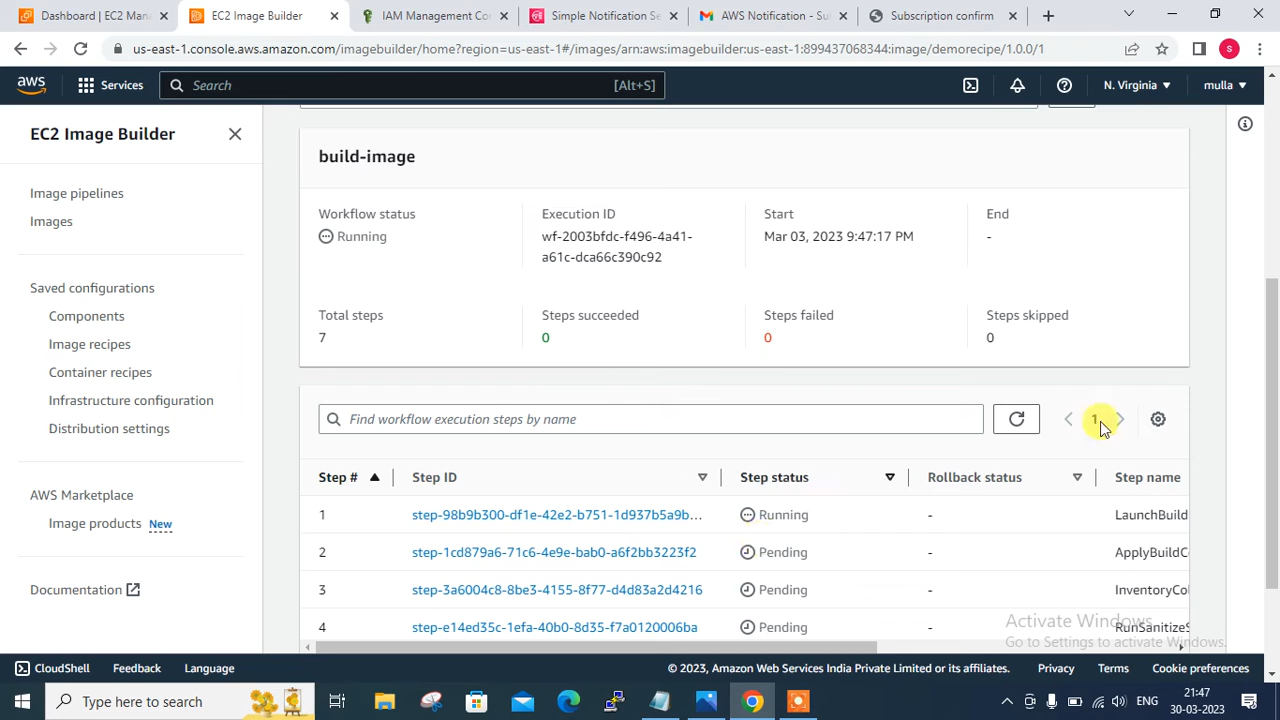 Dashboard | EC2 Man
EC2 Image Builder
IAM Management Co
Simple Notification Se
AWS Notification - Su
Subscription confirm
us-east-1.console.aws.amazon.com/imagebuilder/home?region=us-east-1#/images/arn:aws:imagebuilder:us-east-1:899437068344:image/demorecipe/1.0.0/1
S
aws
Services
Search
[Alt+S]
N. Virginia
mulla
EC2 Image Builder
Image pipelines
Images
Saved configurations
Components
Image recipes
Container recipes
Infrastructure configuration
Distribution settings
AWS Marketplace
Image products New
Documentation
build-image
Workflow status
Execution ID
Start
End
Running
wf-2003bfdc-f496-4a41-
a61c-dca66c390c92
Mar 03, 2023 9:47:17 PM
-
Total steps
Steps succeeded
Steps failed
Steps skipped
7
0
0
0
Find workflow execution steps by name
1
Step # Step ID Step status Rollback status Step name
1 step-98b9b300-df1e-42e2-b751-1d937b5a9b... Running - LaunchBuild
2 step-1cd879a6-71c6-4e9e-bab0-a6f2bb3223f2 Pending - ApplyBuildC
3 step-3a6004c8-8be3-4155-8f77-d4d83a2d4216 Pending - InventoryCol
4 step-e14ed35c-1efa-40b0-8d35-f7a0120006ba Pending - RunSanitizeS
Activate Windows
Go to Settings to activate Windows.
CloudShell
Feedback
Language
© 2023, Amazon Web Services India Private Limited or its affiliates.
Privacy
Terms
Cookie preferences
Type here to search
ENG
21:47
30-03-2023